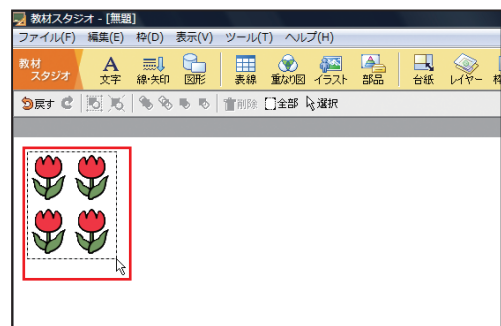 教材スタジオ - [無題]
ファイル(F) 編集(E) 枠(D) 表示(V) ツール(T) ヘルプ(H)
教材スタジオ 文字 線・矢印 図形 表線 重なり図 イラスト 部品 台紙 レイヤー 枠
戻す 削除 全部 選択